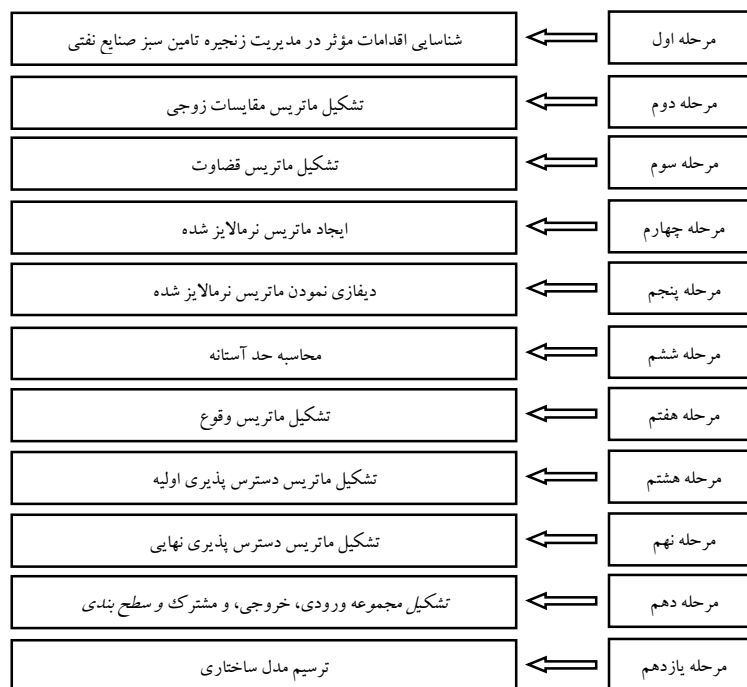 مرحله اول
شناسایی اقدامات مؤثر در مدیریت زنجیره تامین سبز صنایع نفتی
مرحله دوم
تشکیل ماتریس مقایسات زوجی
مرحله سوم
تشکیل ماتریس قضاوت
مرحله چهارم
ایجاد ماتریس نرمالایز شده
مرحله پنجم
دیفازی نمودن ماتریس نرمالایز شده
مرحله ششم
محاسبه حد آستانه
مرحله هفتم
تشکیل ماتریس وقوع
مرحله هشتم
تشکیل ماتریس دسترس پذیری اولیه
مرحله نهم
تشکیل ماتریس دسترس پذیری نهایی
مرحله دهم
تشکیل مجموعه ورودی، خروجی، و مشترک و سطح بندی
مرحله یازدهم
ترسیم مدل ساختاری